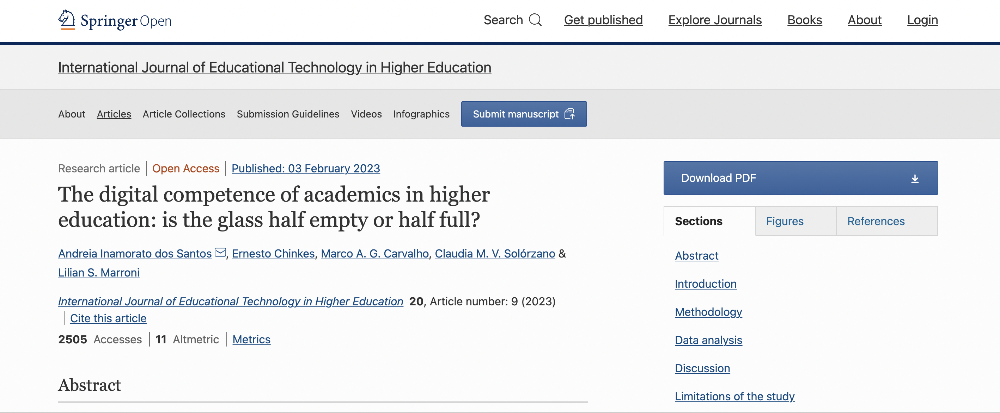 Springer Open
Search Get published Explore Journals Books About Login
International Journal of Educational Technology in Higher Education
About Articles Article Collections Submission Guidelines Videos Infographics Submit manuscript
Research article Open Access Published: 03 February 2023
The digital competence of academics in higher
education: is the glass half empty or half full?
Andreia Inamorato dos Santos, Ernesto Chinkes, Marco A. G. Carvalho, Claudia M. V. Solórzano &
Lilian S. Marroni
International Journal of Educational Technology in Higher Education 20, Article number: 9 (2023)
Cite this article
2505 Accesses 11 Altmetric Metrics
Abstract
Download PDF
Sections Figures References
Abstract
Introduction
Methodology
Data analysis
Discussion
Limitations of the study